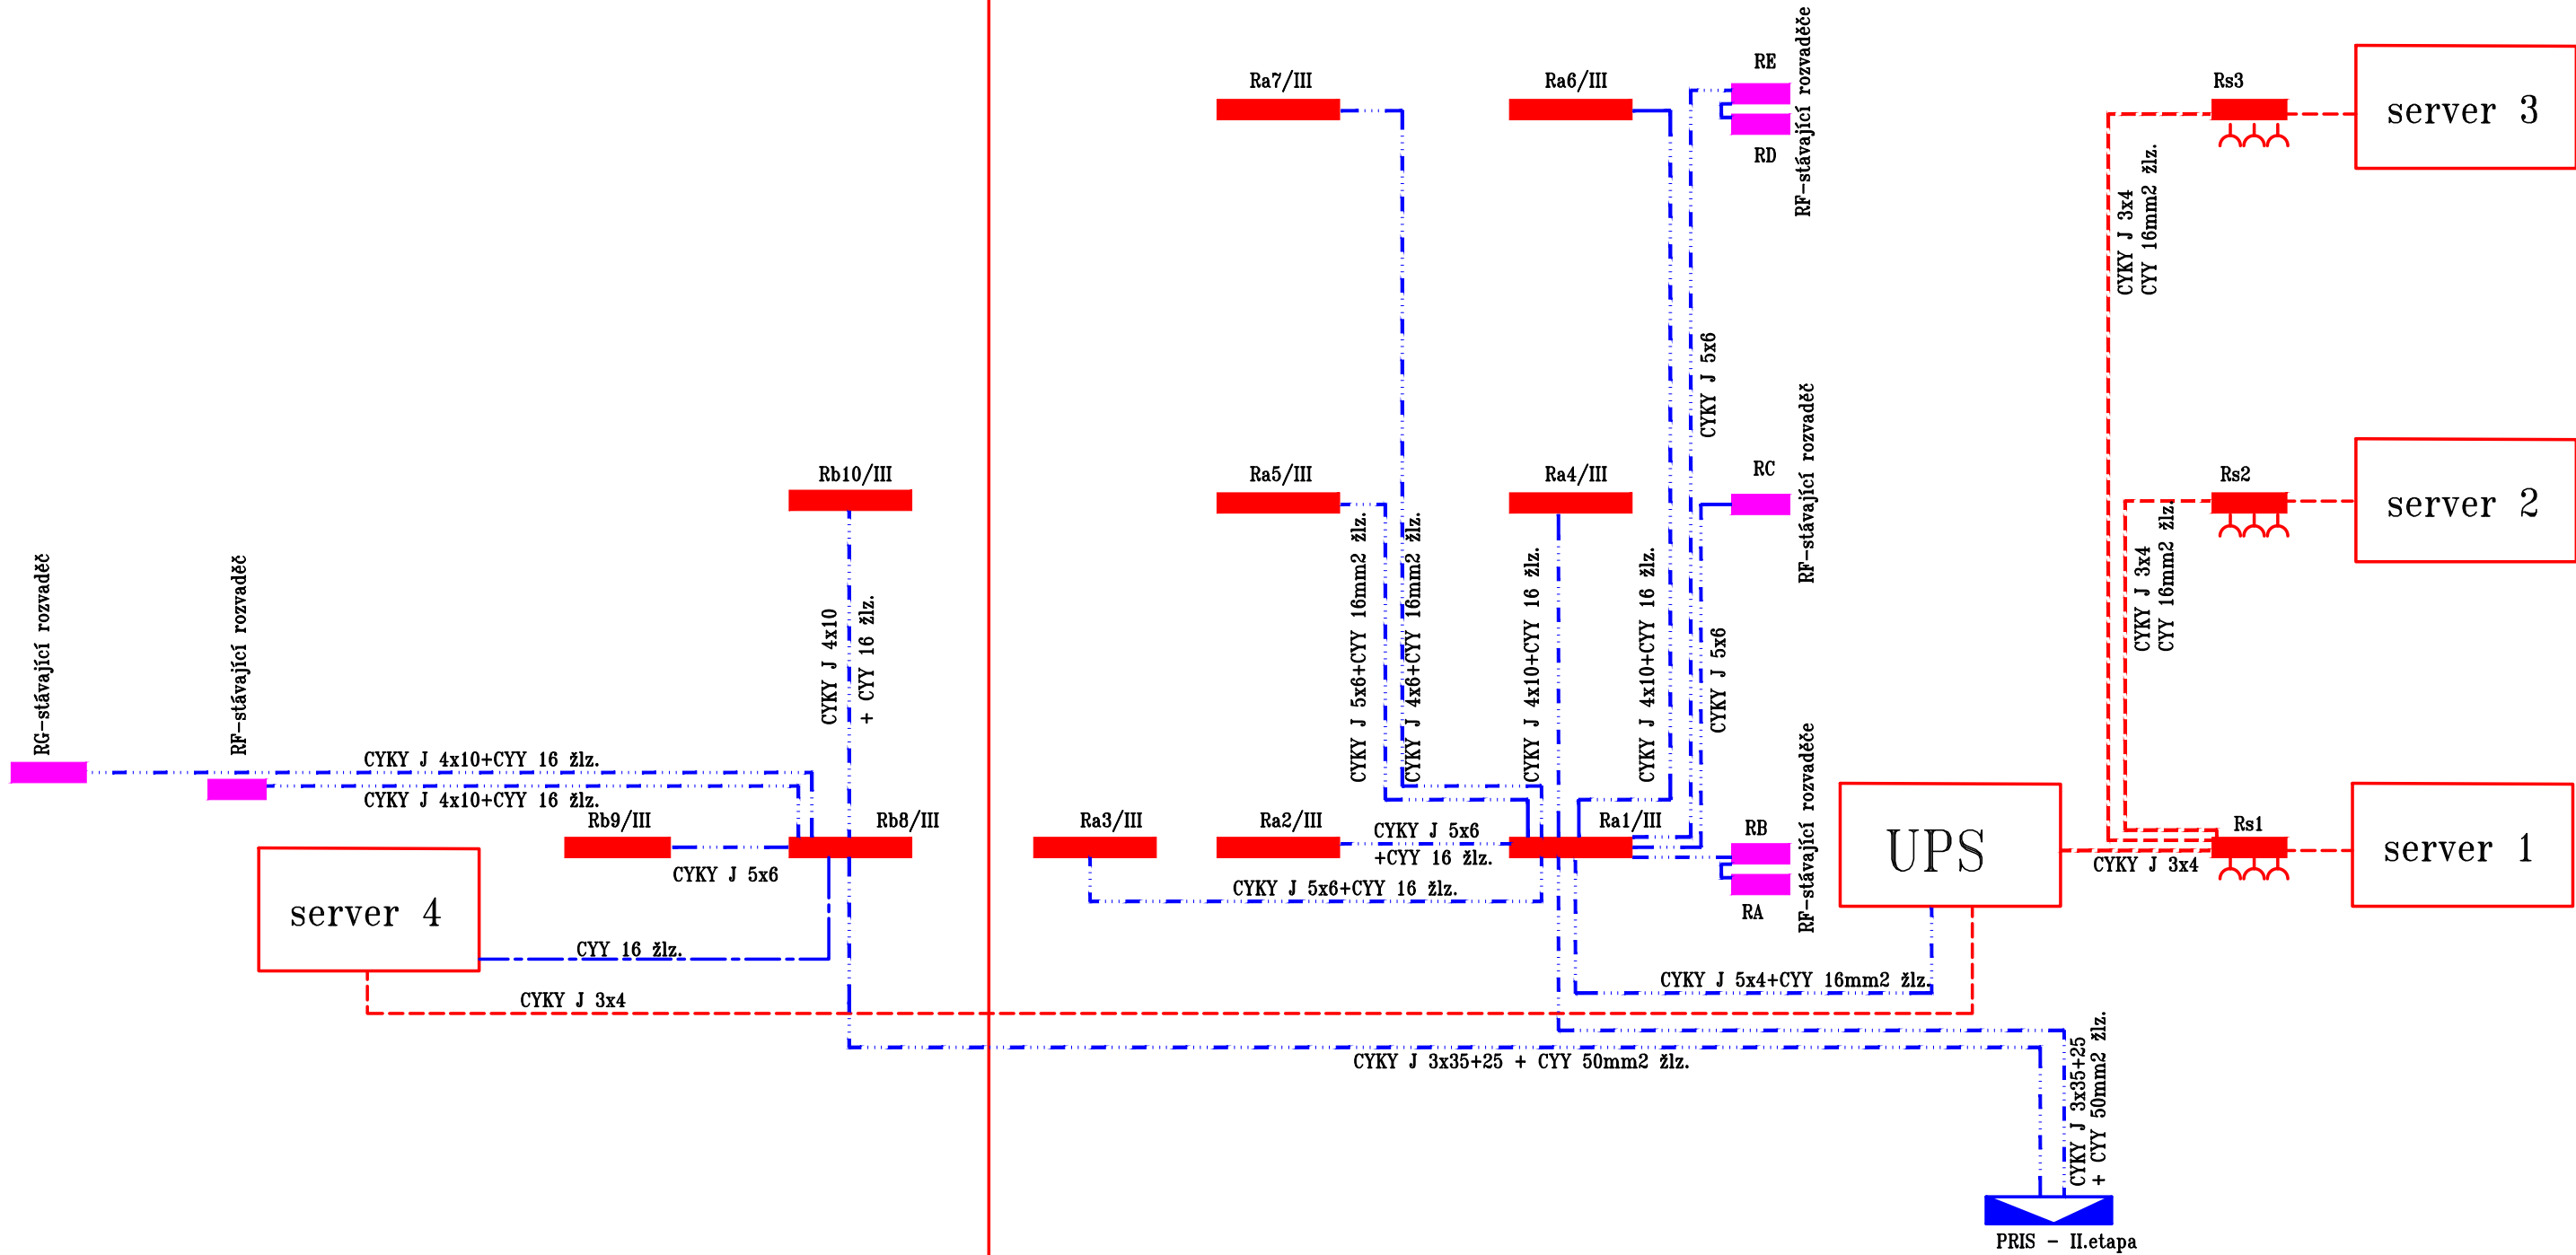 Ra7/III
Ra6/III
RE
RD
RF-stávající rozvaděče
Rs3
server 3
CYKY J 3x4
CYY 16mm2 žlz.
CYKY J 5x6
Rb10/III
Ra5/III
Ra4/III
RC
RF-stávající rozvaděč
Rs2
server 2
CYKY J 3x4
CYY 16mm2 žlz.
RG-stávající rozvaděč
RF-stávající rozvaděč
CYKY J 4x10
+ CYY 16 žlz.
CYKY J 5x6+CYY 16mm2 žlz.
CYKY J 4x6+CYY 16mm2 žlz.
CYKY J 4x10+CYY 16 žlz.
CYKY J 4x10+CYY 16 žlz.
CYKY J 5x6
CYKY J 4x10+CYY 16 žlz.
CYKY J 4x10+CYY 16 žlz.
Rb9/III
Rb8/III
CYKY J 5x6
Ra3/III
Ra2/III
CYKY J 5x6
+CYY 16 žlz.
Ra1/III
CYKY J 5x6+CYY 16 žlz.
RB
RA
RF-stávající rozvaděče
UPS
CYKY J 3x4
Rs1
server 1
server 4
CYY 16 žlz.
CYKY J 3x4
CYKY J 5x4+CYY 16mm2 žlz.
CYKY J 3x35+25 + CYY 50mm2 žlz.
CYKY J 3x35+25
+ CYY 50mm2 žlz.
PRIS - II.etapa